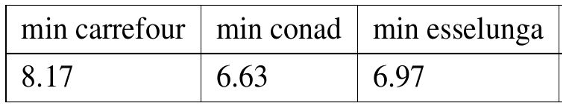 min carrefour min conad min esselunga
8.17 6.63 6.97